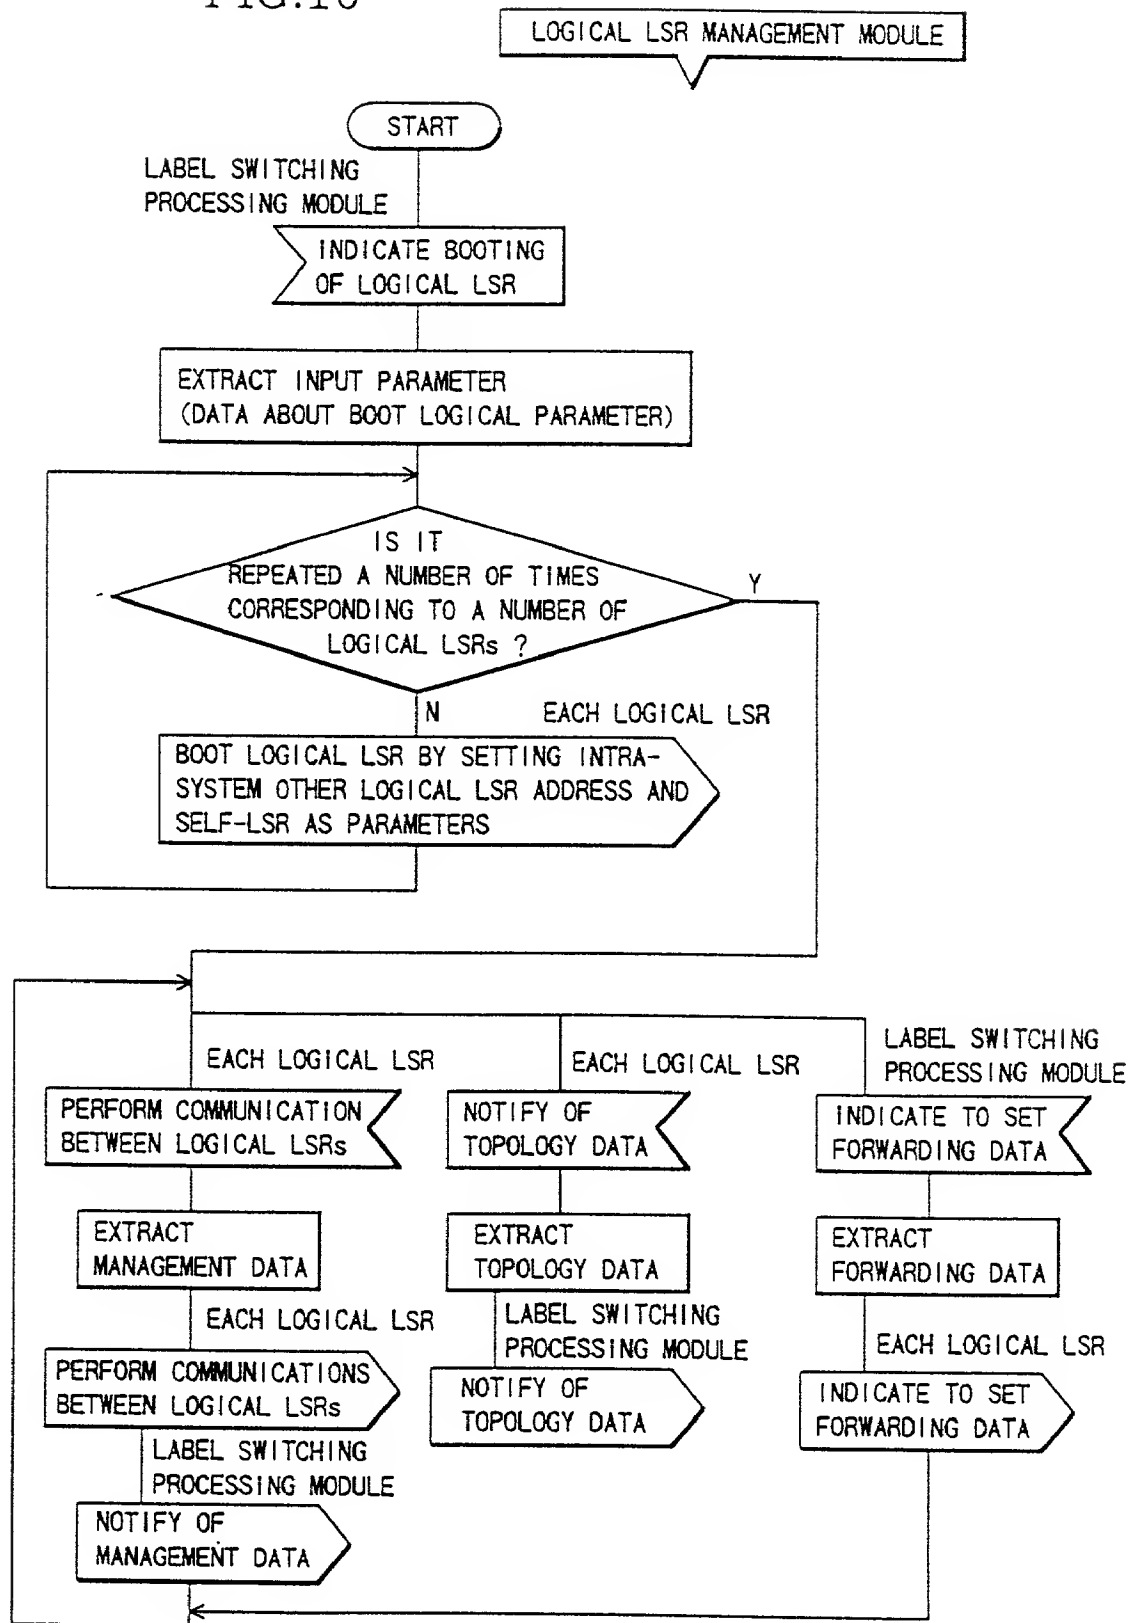 LOGICAL LSR MANAGEMENT MODULE
START
LABEL SWITCHING
PROCESSING MODULE
INDICATE BOOTING
OF LOGICAL LSR
EXTRACT INPUT PARAMETER
(DATA ABOUT BOOT LOGICAL PARAMETER)
IS IT
REPEATED A NUMBER OF TIMES
CORRESPONDING TO A NUMBER OF
LOGICAL LSRs ?
Y
N
EACH LOGICAL LSR
BOOT LOGICAL LSR BY SETTING INTRA-
SYSTEM OTHER LOGICAL LSR ADDRESS AND
SELF-LSR AS PARAMETERS
EACH LOGICAL LSR
PERFORM COMMUNICATION
BETWEEN LOGICAL LSRs
EXTRACT
MANAGEMENT DATA
EACH LOGICAL LSR
PERFORM COMMUNICATIONS
BETWEEN LOGICAL LSRs
LABEL SWITCHING
PROCESSING MODULE
NOTIFY OF
MANAGEMENT DATA
EACH LOGICAL LSR
NOTIFY OF
TOPOLOGY DATA
EXTRACT
TOPOLOGY DATA
LABEL SWITCHING
PROCESSING MODULE
NOTIFY OF
TOPOLOGY DATA
LABEL SWITCHING
PROCESSING MODULE
INDICATE TO SET
FORWARDING DATA
EXTRACT
FORWARDING DATA
EACH LOGICAL LSR
INDICATE TO SET
FORWARDING DATA